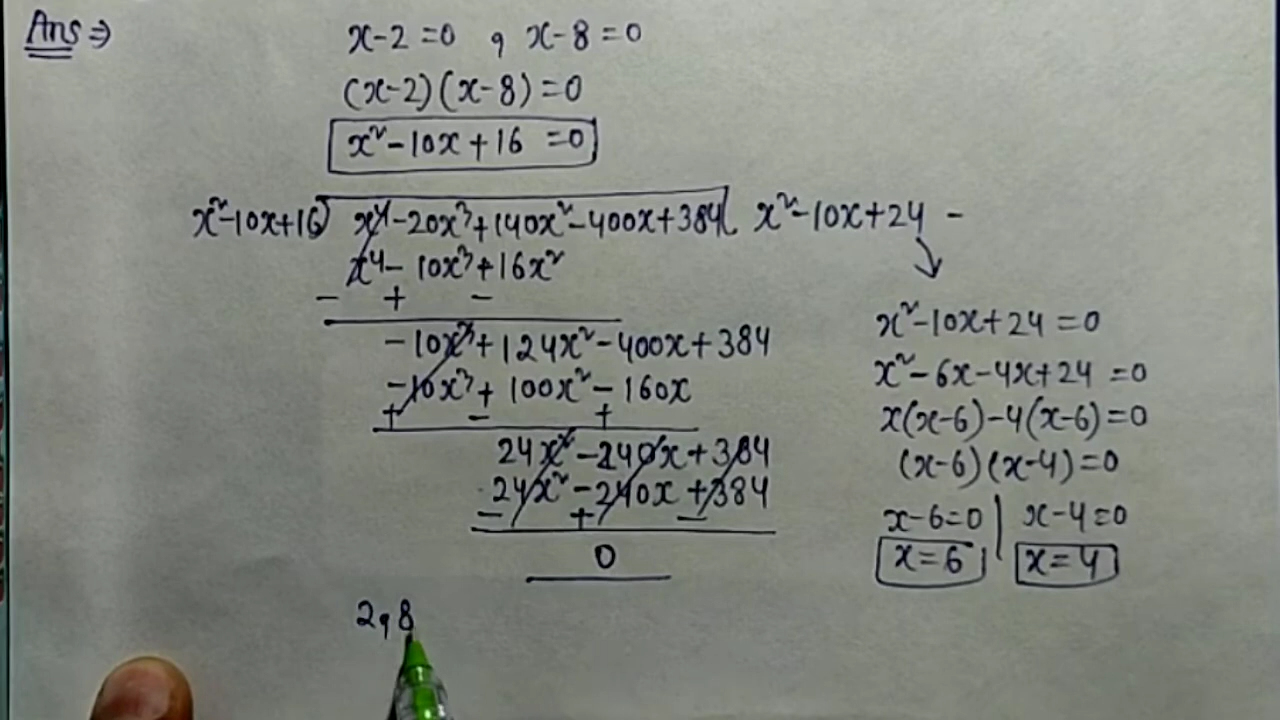 Ans ⇒
x-2 =0 , x-8 =0
(x-2)(x-8) =0
x²-10x+16 =0
x²-10x+16) x⁴-20x³+140x²-400x+384( x²-10x+24 -
x⁴- 10x³+16x²
- + -
-10x³+124x²-400x+384
-10x³+ 100x²- 160x
+ - +
24x²-240x+384
24x²-240x +384
- + -
0
x²-10x+24 =0
x²-6x-4x+24 =0
x(x-6)-4(x-6)=0
(x-6)(x-4)=0
x-6=0 | x-4=0
x=6 | x=4
2,8